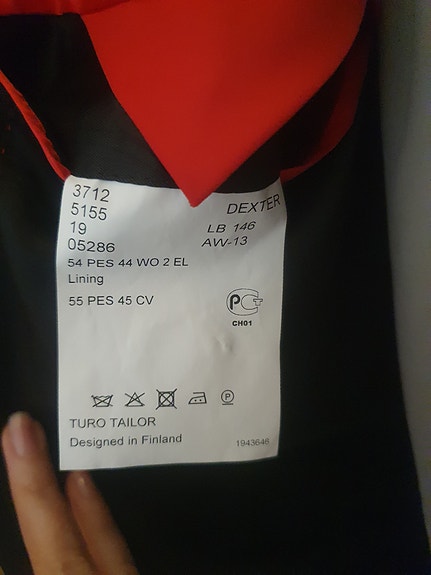 3712
5155
19
05286
DEXTER
LB 146
AW-13
54 PES 44 WO 2 EL
Lining
55 PES 45 CV
PCT
CH01
P
TURO TAILOR
Designed in Finland
1943646